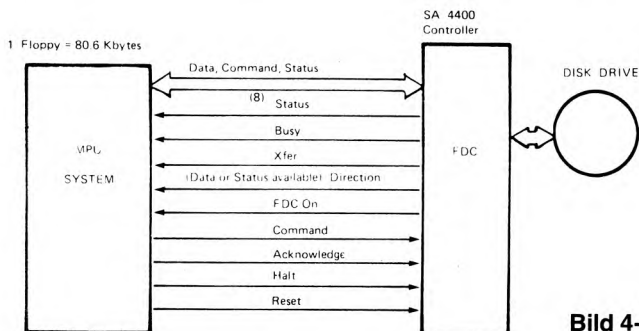 SA 4400
Controller
1 Floppy = 80.6 Kbytes
Data, Command, Status
(8)
Status
Busy
Xfer
(Data or Status available) Direction
FDC On
Command
Acknowledge
Halt
Reset
MPU
SYSTEM
FDC
DISK DRIVE
Bild 4-